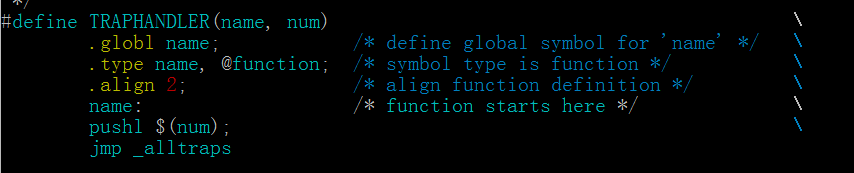 */
#define TRAPHANDLER(name, num) \
.globl name; /* define global symbol for 'name' */ \
.type name, @function; /* symbol type is function */ \
.align 2; /* align function definition */ \
name: /* function starts here */ \
pushl $(num); \
jmp _alltraps